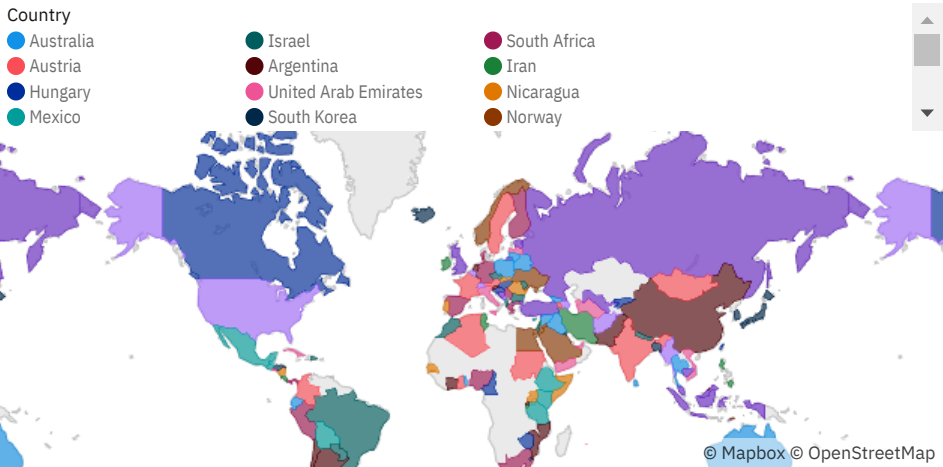 Country
Australia
Israel
South Africa
Austria
Argentina
Iran
Hungary
United Arab Emirates
Nicaragua
Mexico
South Korea
Norway
© Mapbox © OpenStreetMap